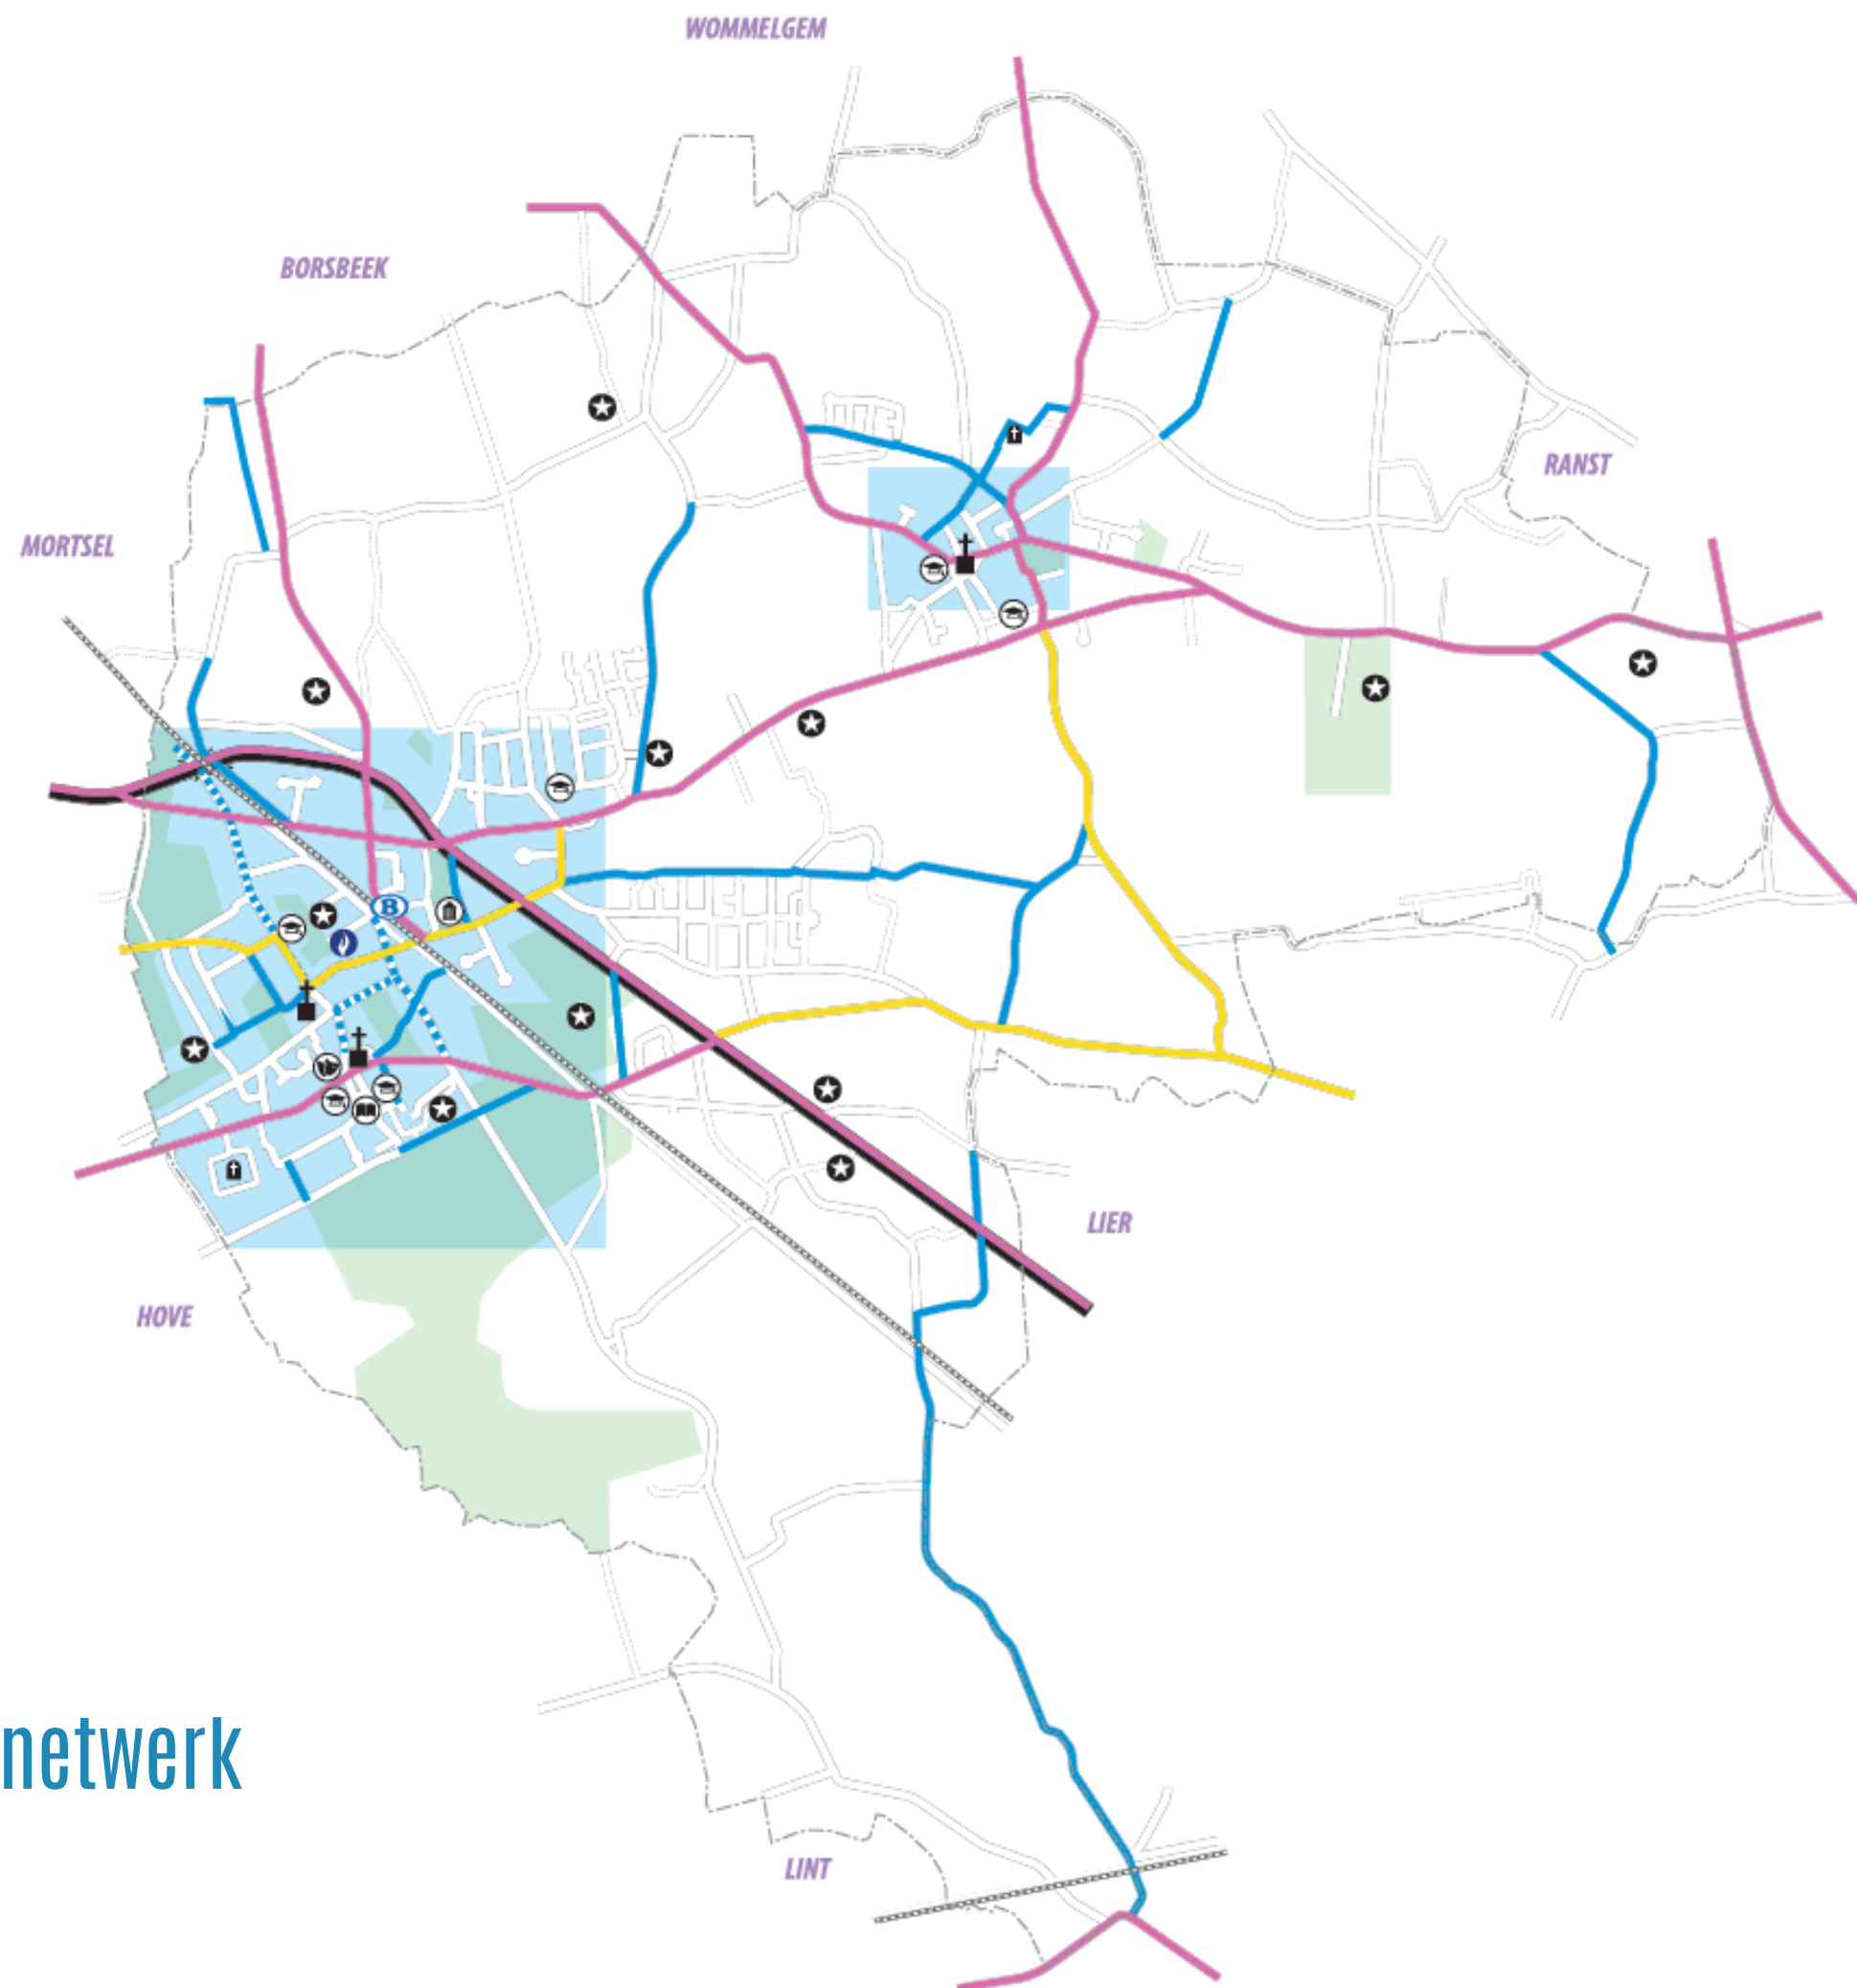 WOMMELGEM
BORSBEEK
RANST
MORTSEL
B
LIER
HOVE
netwerk
LINT